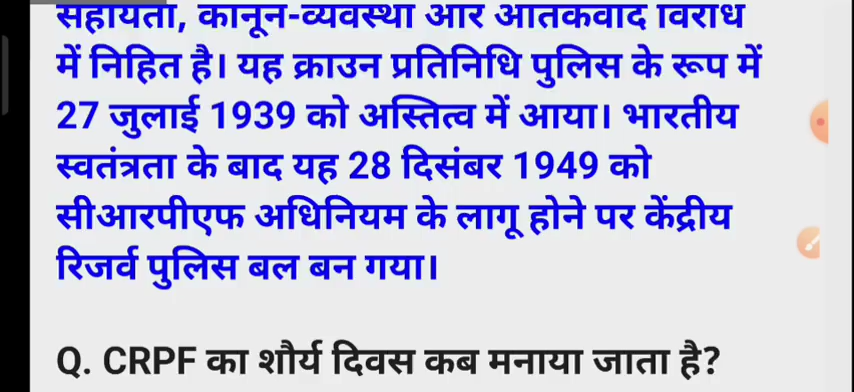 सहायता, कानून-व्यवस्था और आतंकवाद विरोध
में निहित है। यह क्राउन प्रतिनिधि पुलिस के रूप में
27 जुलाई 1939 को अस्तित्व में आया। भारतीय
स्वतंत्रता के बाद यह 28 दिसंबर 1949 को
सीआरपीएफ अधिनियम के लागू होने पर केंद्रीय
रिजर्व पुलिस बल बन गया।
Q. CRPF का शौर्य दिवस कब मनाया जाता है?